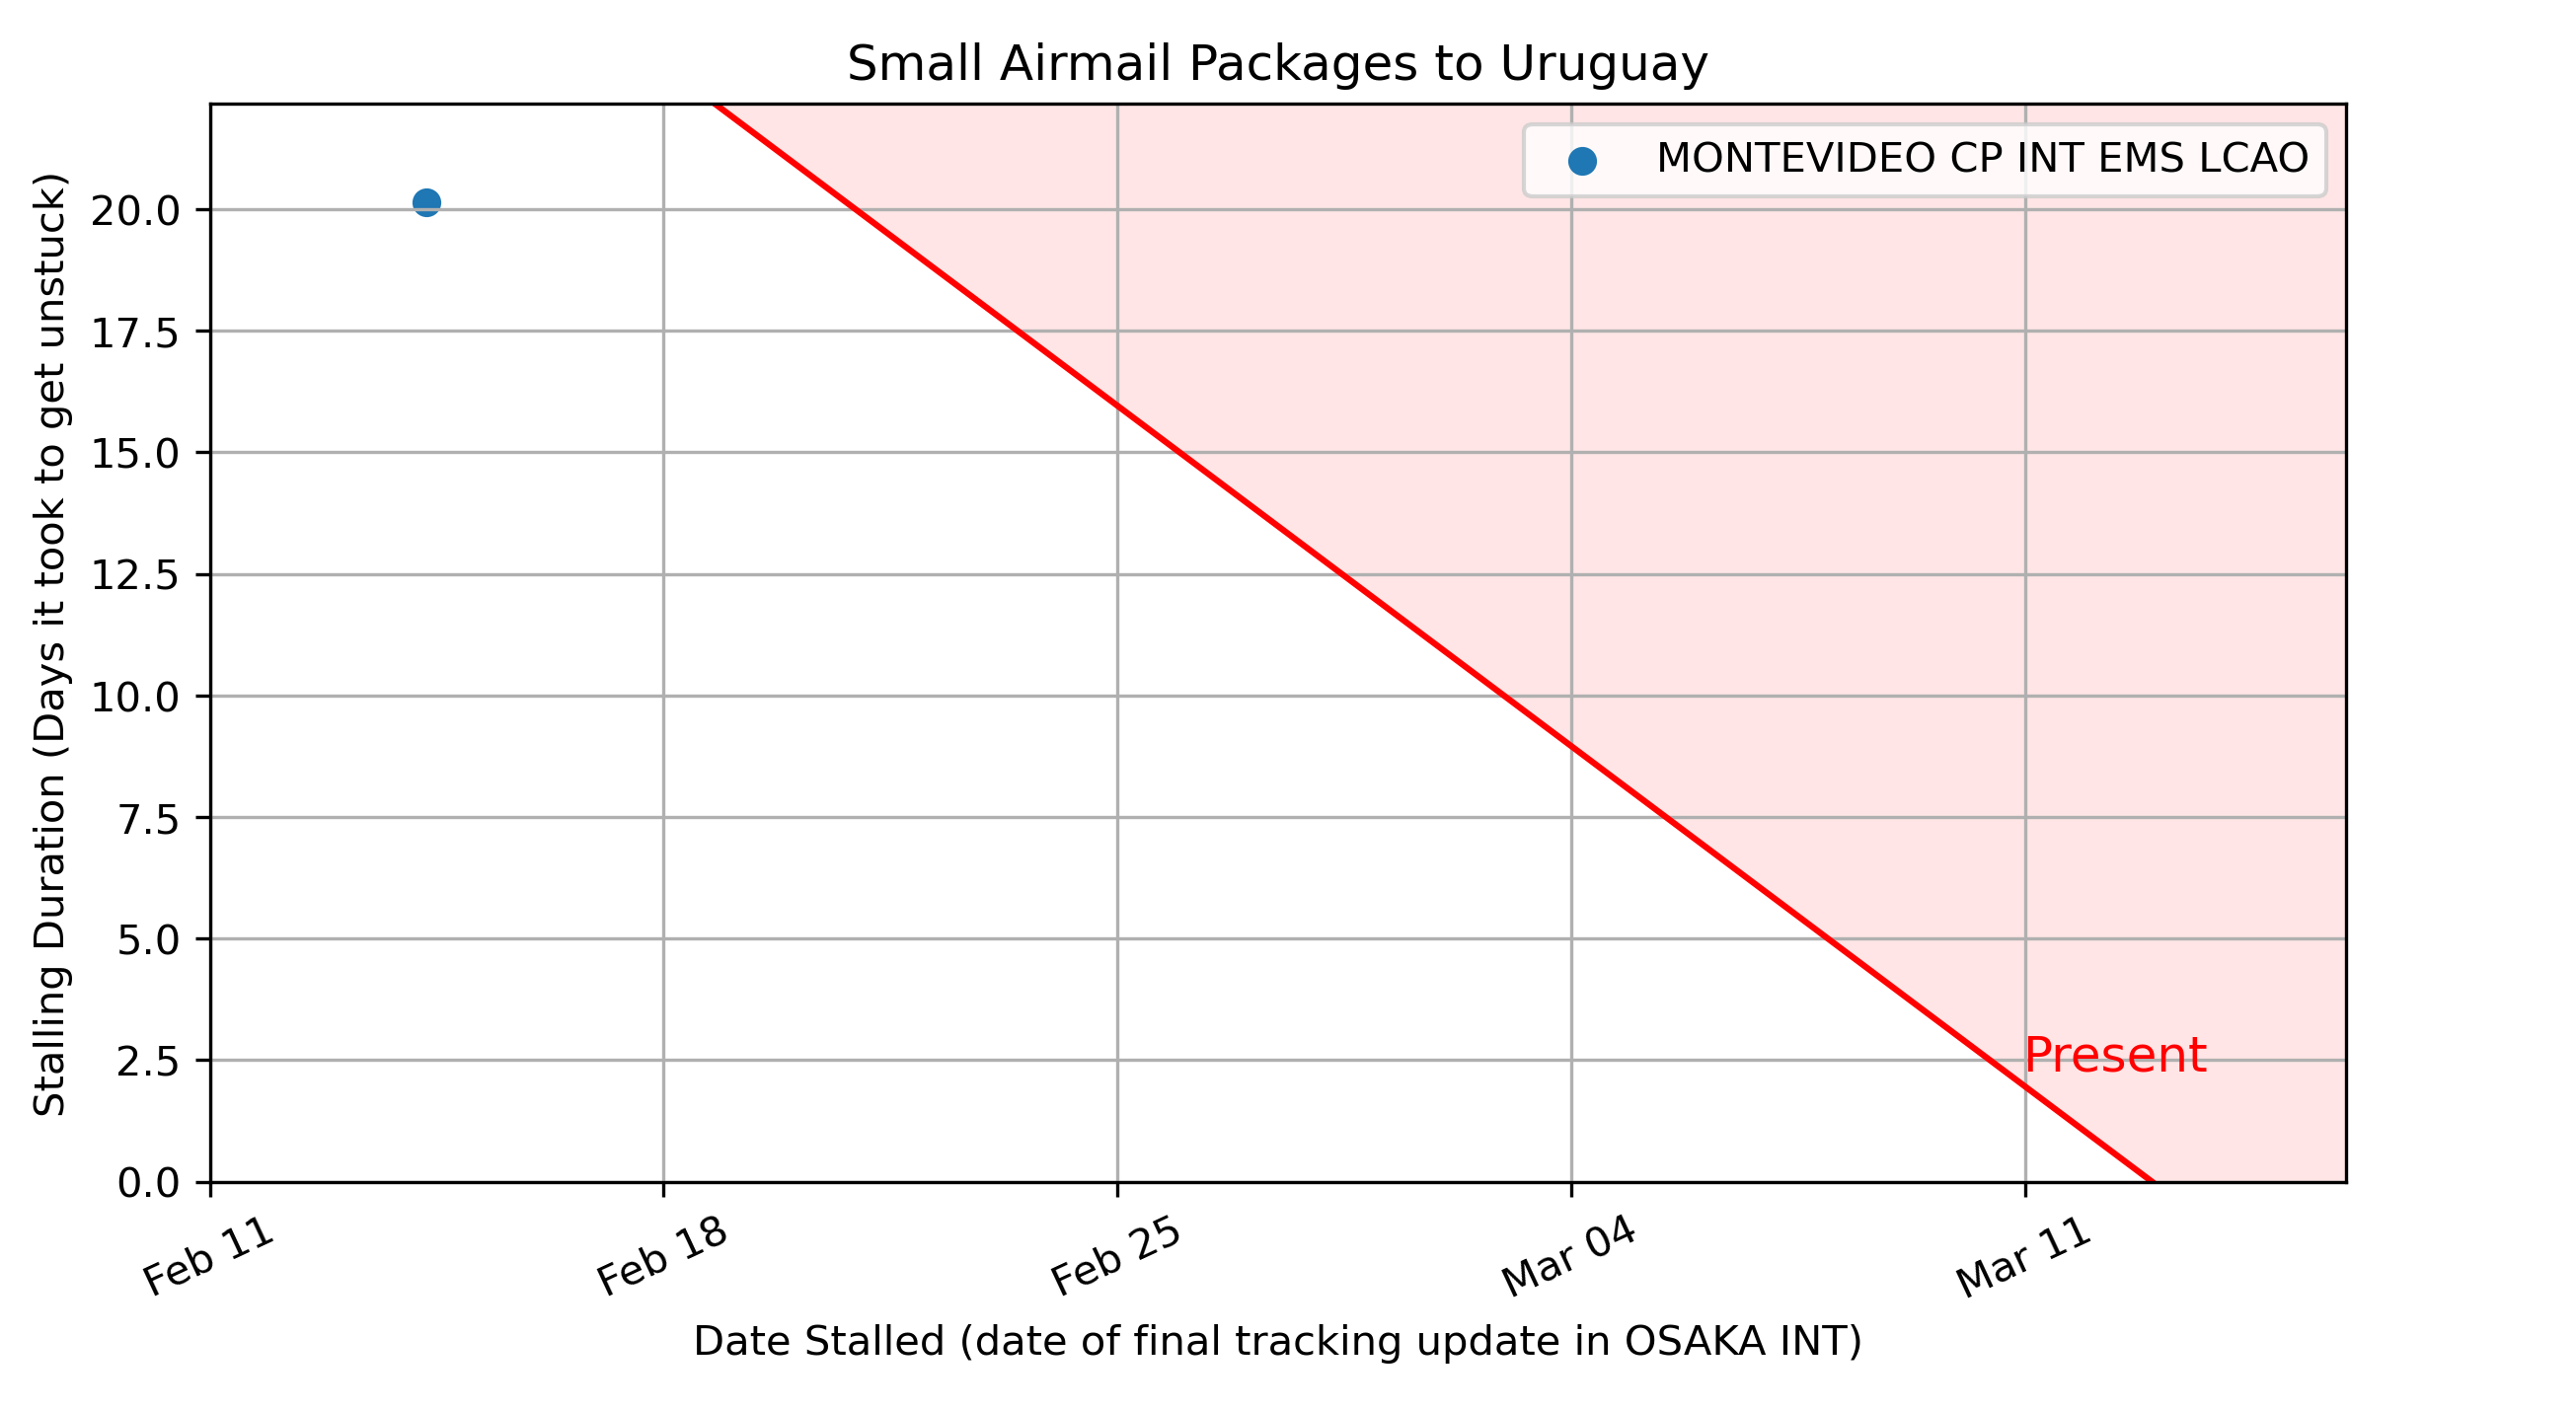 Small Airmail Packages to Uruguay
MONTEVIDEO CP INT EMS LCAO
Stalling Duration (Days it took to get unstuck)
20.0
17.5
15.0
12.5
10.0
7.5
5.0
2.5
0.0
Present
Feb 11
Feb 18
Feb 25
Mar 04
Mar 11
Date Stalled (date of final tracking update in OSAKA INT)